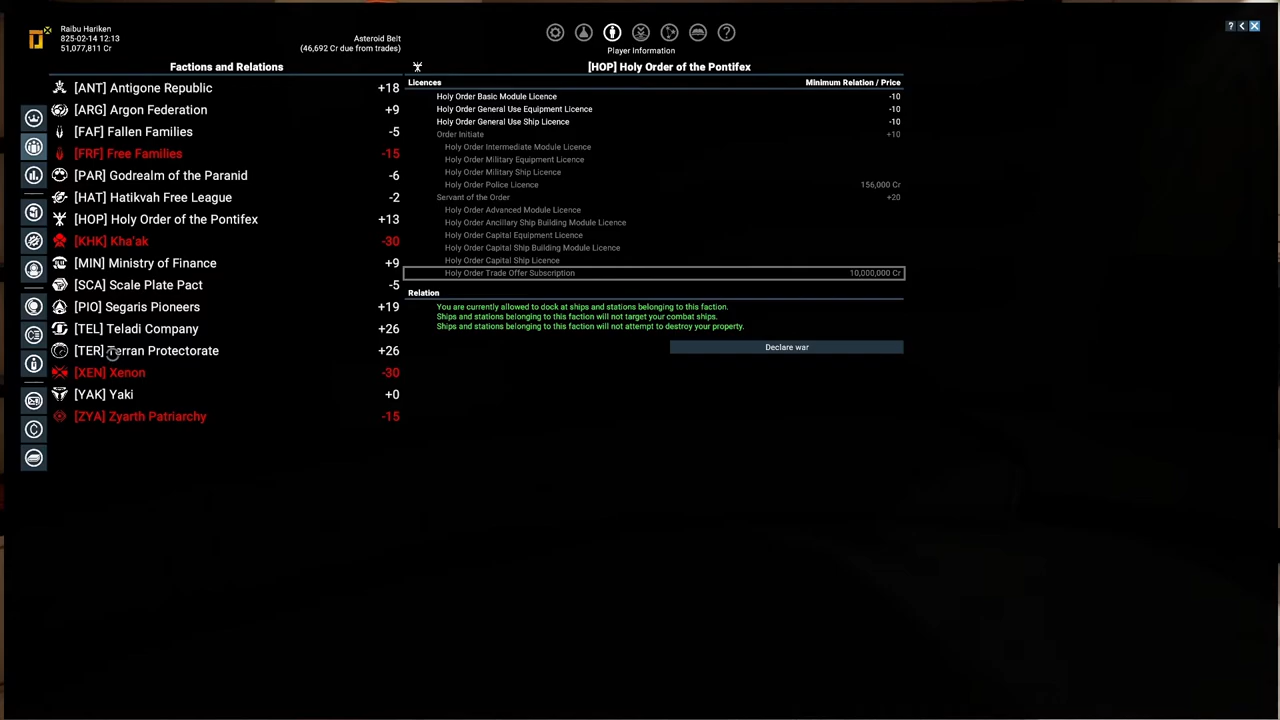 Raibu Hariken
825-02-14 12:13
51,077,811 Cr
Asteroid Belt
(46,692 Cr due from trades)
Player Information
? < X
Factions and Relations
[ANT] Antigone Republic +18
[ARG] Argon Federation +9
[FAF] Fallen Families -5
[FRF] Free Families -15
[PAR] Godrealm of the Paranid -6
[HAT] Hatikvah Free League -2
[HOP] Holy Order of the Pontifex +13
[KHK] Kha'ak -30
[MIN] Ministry of Finance +9
[SCA] Scale Plate Pact -5
[PIO] Segaris Pioneers +19
[TEL] Teladi Company +26
[TER] Terran Protectorate +26
[XEN] Xenon -30
[YAK] Yaki +0
[ZYA] Zyarth Patriarchy -15
[HOP] Holy Order of the Pontifex
Licences Minimum Relation / Price
Holy Order Basic Module Licence -10
Holy Order General Use Equipment Licence -10
Holy Order General Use Ship Licence -10
Order Initiate +10
Holy Order Intermediate Module Licence
Holy Order Military Equipment Licence
Holy Order Military Ship Licence
Holy Order Police Licence 156,000 Cr
Servant of the Order +20
Holy Order Advanced Module Licence
Holy Order Ancillary Ship Building Module Licence
Holy Order Capital Equipment Licence
Holy Order Capital Ship Building Module Licence
Holy Order Capital Ship Licence
Holy Order Trade Offer Subscription 10,000,000 Cr
Relation
You are currently allowed to dock at ships and stations belonging to this faction.
Ships and stations belonging to this faction will not target your combat ships.
Ships and stations belonging to this faction will not attempt to destroy your property.
Declare war